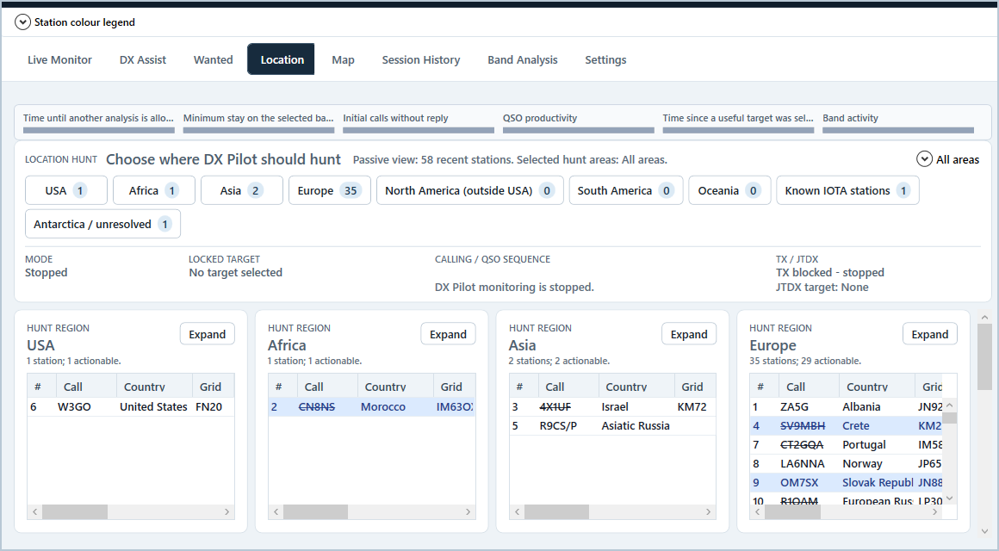 Station colour legend
Live Monitor DX Assist Wanted Location Map Session History Band Analysis Settings
Time until another analysis is allo... Minimum stay on the selected ba... Initial calls without reply QSO productivity Time since a useful target was sel... Band activity
LOCATION HUNT Choose where DX Pilot should hunt Passive view: 58 recent stations. Selected hunt areas: All areas. All areas
USA 1 Africa 1 Asia 2 Europe 35 North America (outside USA) 0 South America 0 Oceania 0 Known IOTA stations 1
Antarctica / unresolved 1
MODE LOCKED TARGET CALLING / QSO SEQUENCE TX / JTDX
Stopped No target selected TX blocked - stopped
DX Pilot monitoring is stopped. JTDX target: None
HUNT REGION
USA
Expand
1 station; 1 actionable.
# Call Country Grid
6 W3GO United States FN20
HUNT REGION
Africa
Expand
1 station; 1 actionable.
# Call Country Grid
2 CN8NS Morocco IM63O
HUNT REGION
Asia
Expand
2 stations; 2 actionable.
# Call Country Grid
3 4X1UF Israel KM72
5 R9CS/P Asiatic Russia
HUNT REGION
Europe
Expand
35 stations; 29 actionable.
# Call Country Grid
1 ZA5G Albania JN92
4 SV9MBH Crete KM2
7 CT2GQA Portugal IM58
8 LA6NNA Norway JP65
9 OM7SX Slovak Republ JN88
10 R1OAM European Rus LP30